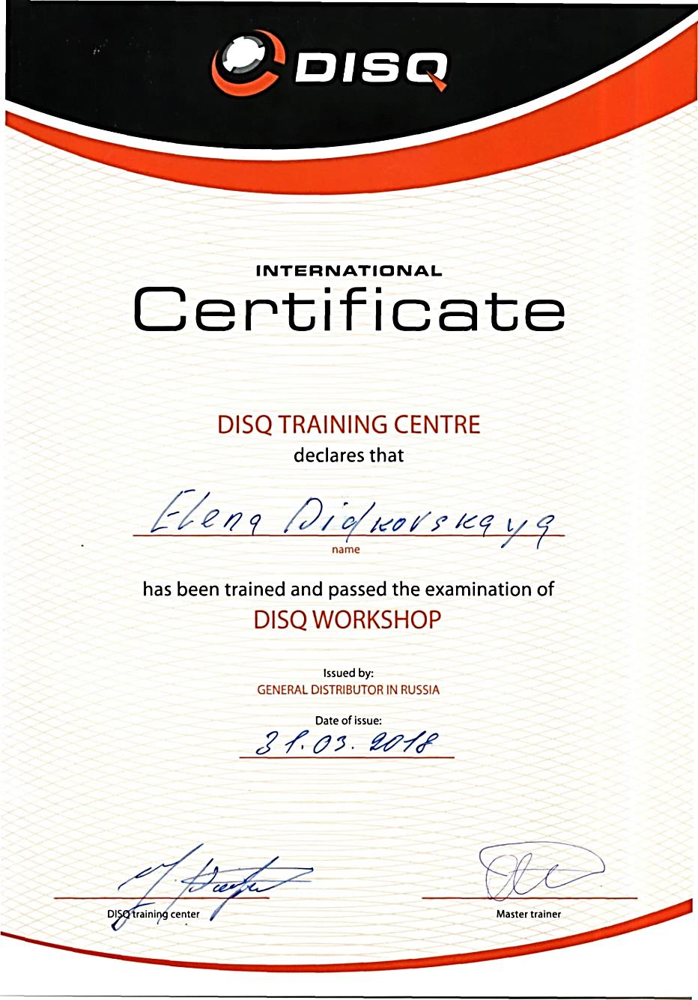 DISQ
INTERNATIONAL
Certificate
DISQ TRAINING CENTRE
declares that
Elena Didkovskaya
name
has been trained and passed the examination of
DISQ WORKSHOP
Issued by:
GENERAL DISTRIBUTOR IN RUSSIA
Date of issue:
31.03.2018
DISQ training center
Master trainer